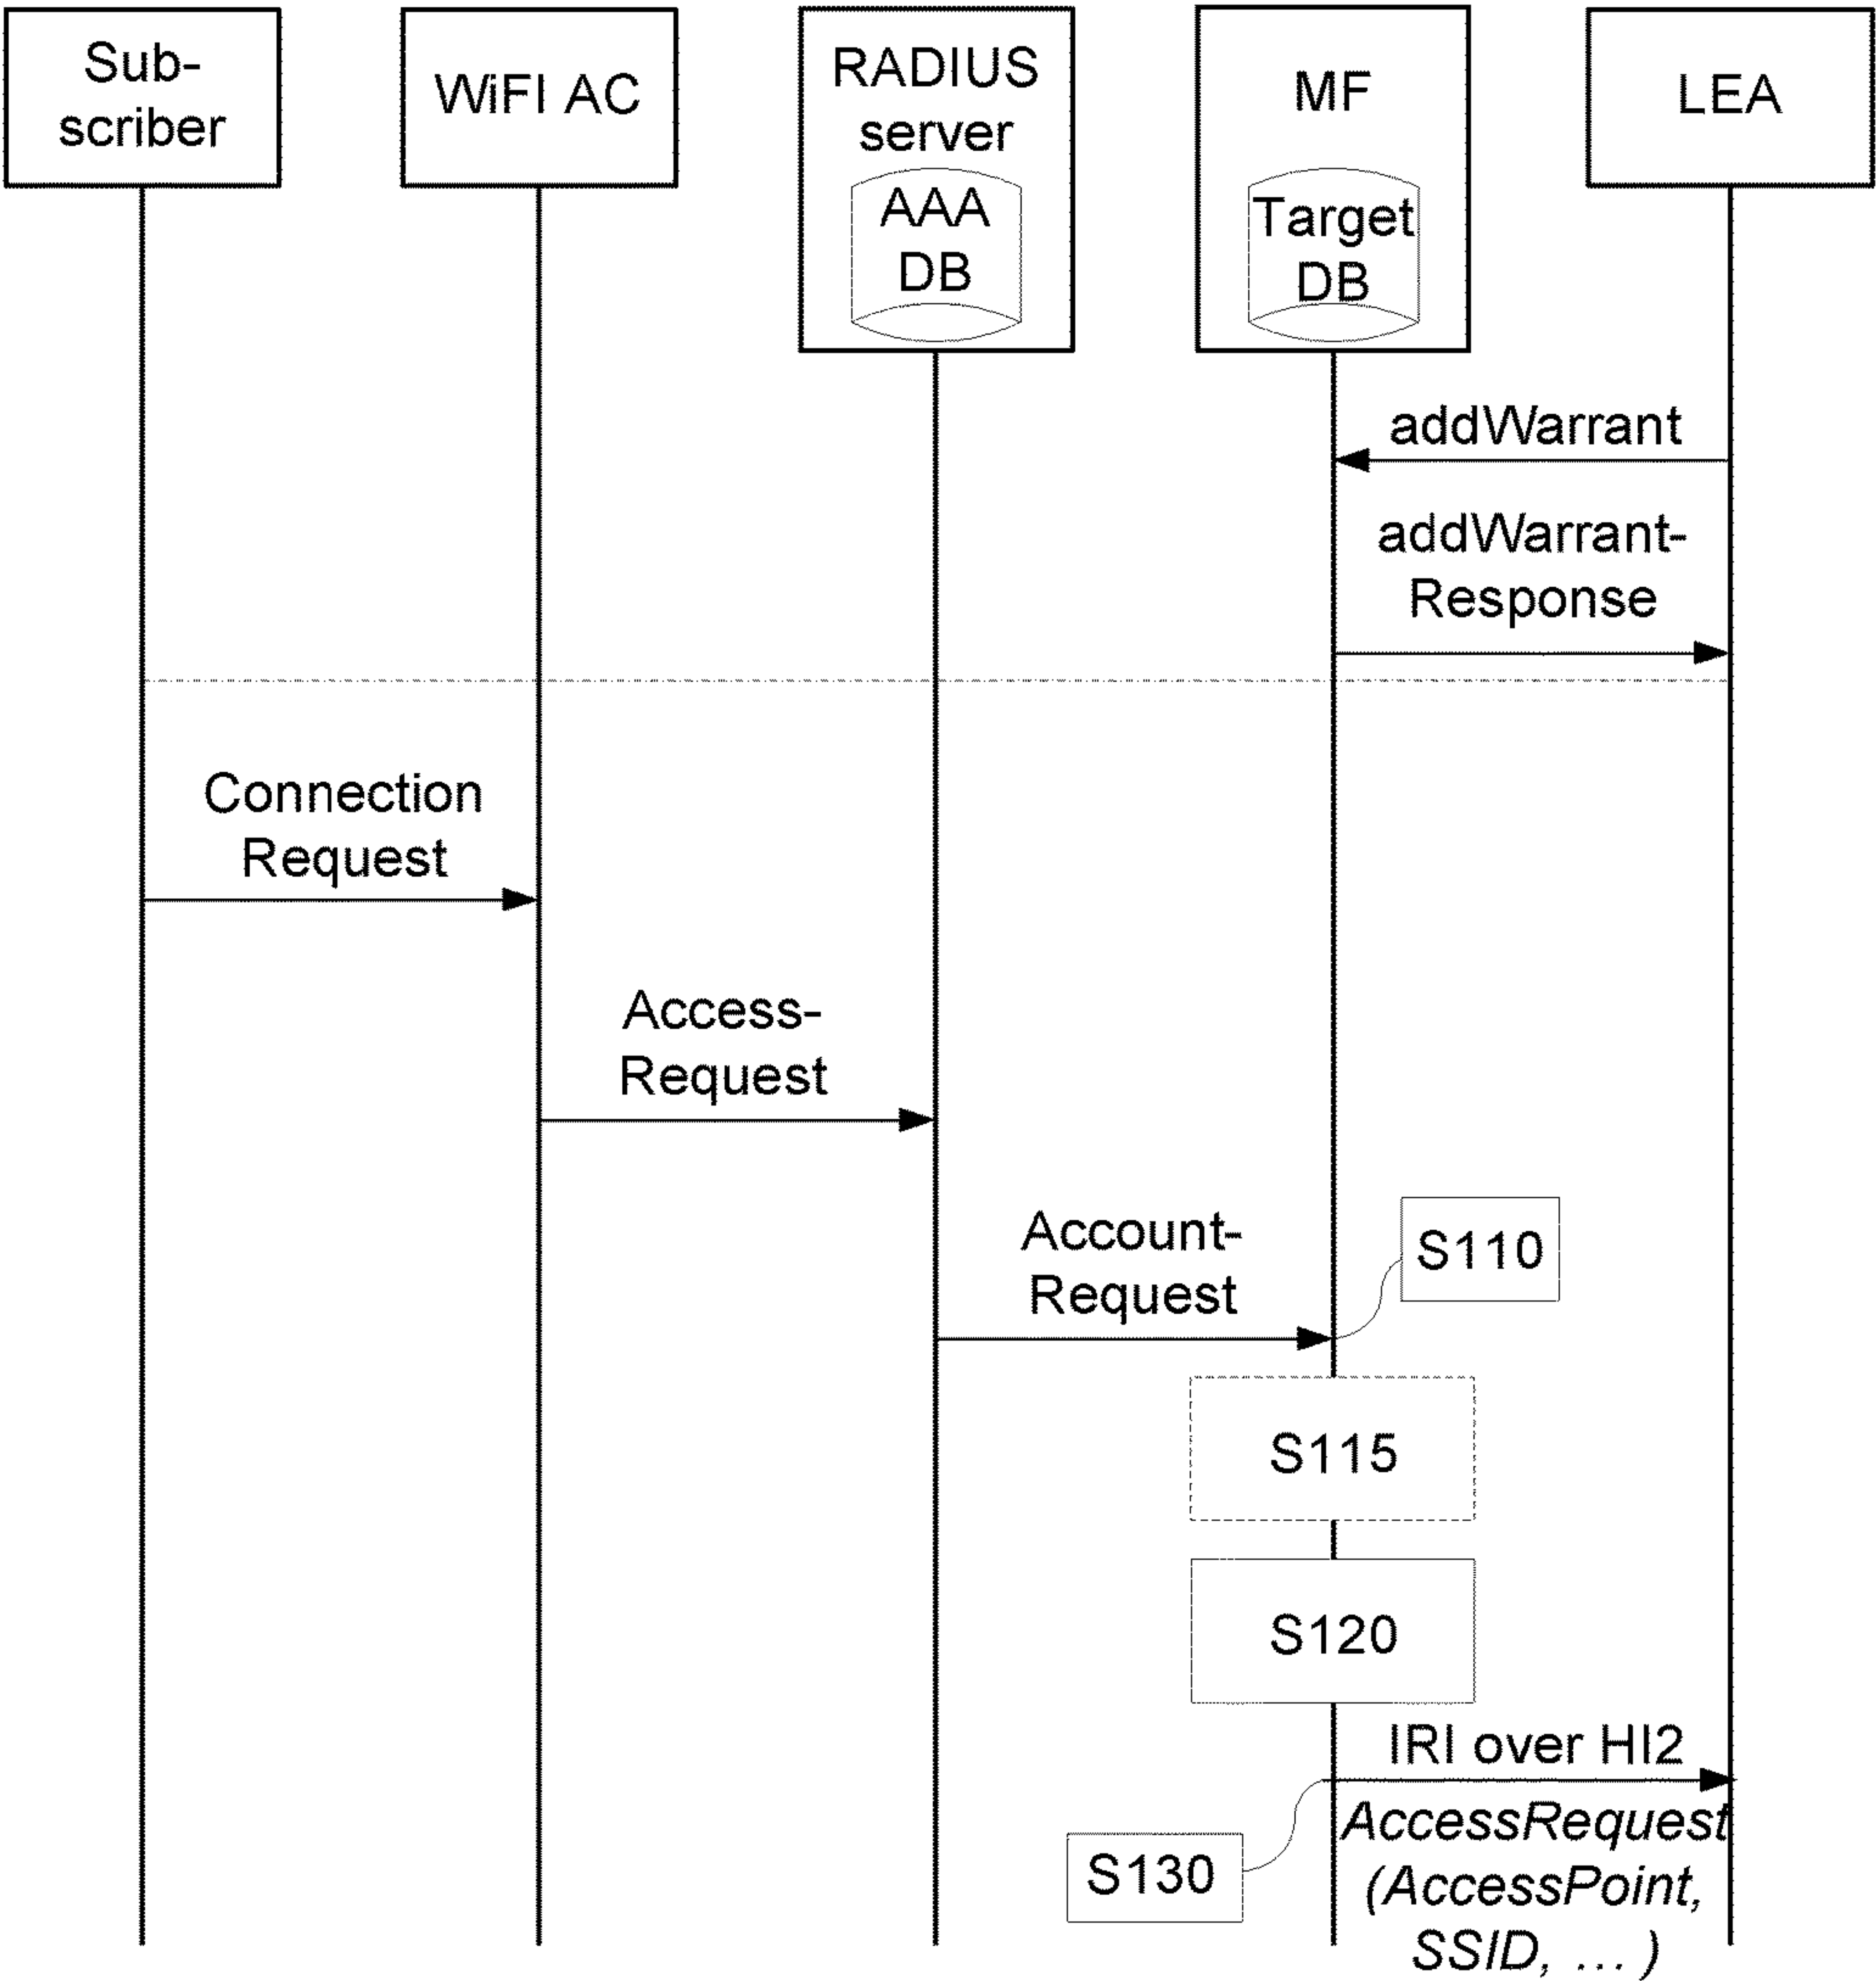 Sub-
scriber
WiFI AC
RADIUS
server
AAA
DB
MF
Target
DB
LEA
addWarrant
addWarrant-
Response
Connection
Request
Access-
Request
Account-
Request
S110
S115
S120
IRI over HI2
AccessRequest
(AccessPoint,
SSID, … )
S130